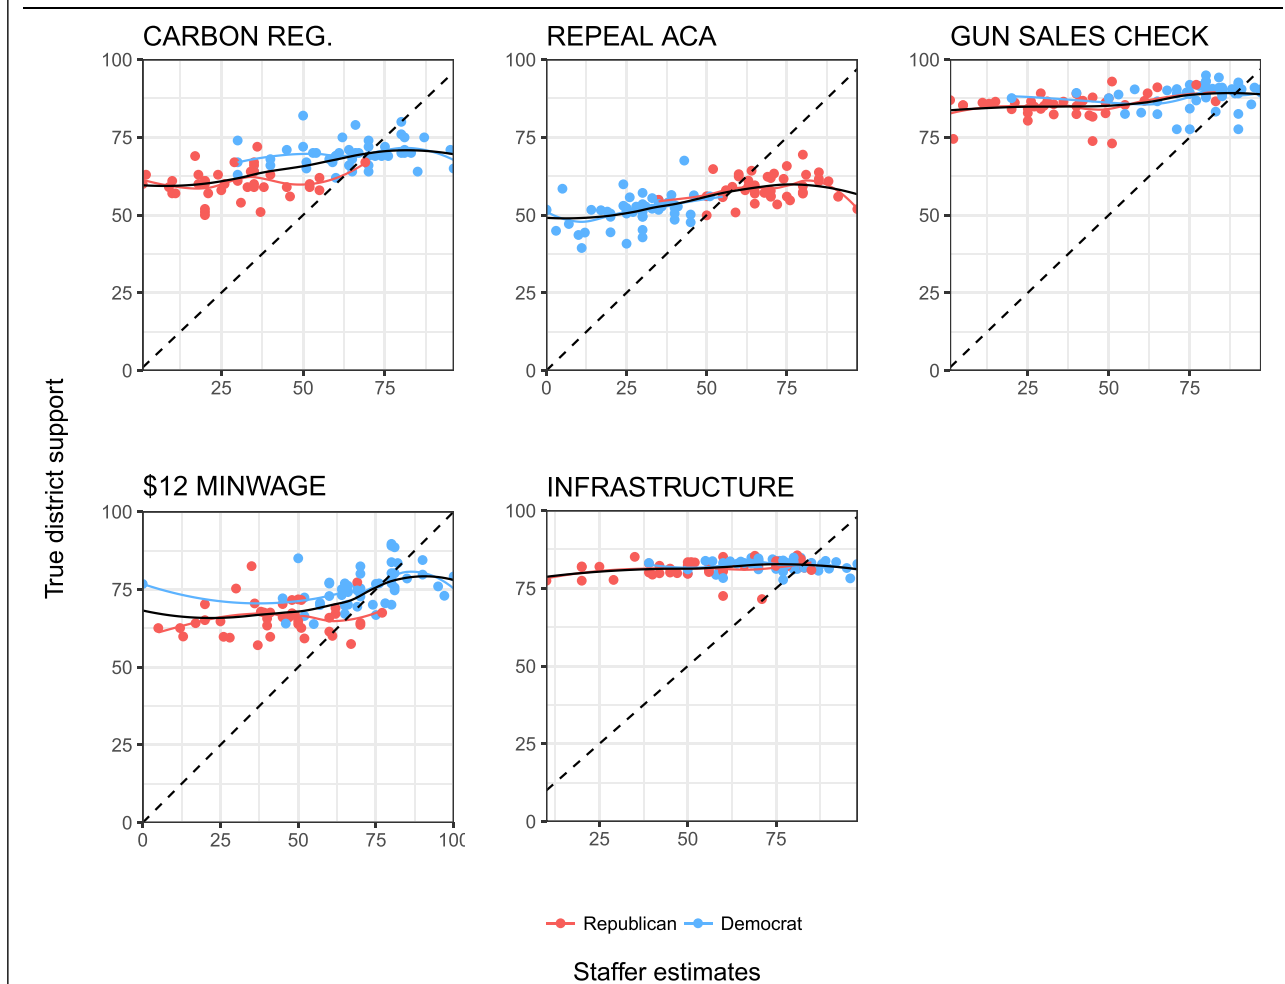 CARBON REG. REPEAL ACA GUN SALES CHECK
100 100 100
75 75 75
50 50 50
25 25 25
0 0 0
25 50 75 0 25 50 75 25 50 75
True district support
$12 MINWAGE INFRASTRUCTURE
100 100
75 75
50 50
25 25
0 0
0 25 50 75 100 25 50 75
Republican Democrat
Staffer estimates